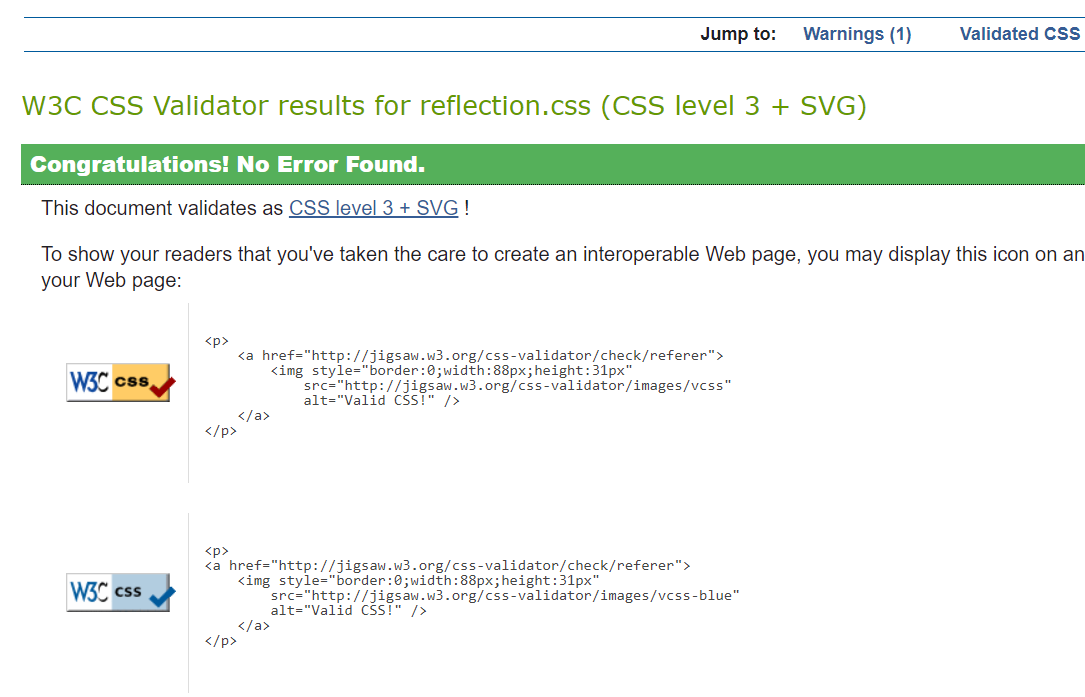 Jump to: Warnings (1) Validated CSS
W3C CSS Validator results for reflection.css (CSS level 3 + SVG)
Congratulations! No Error Found.
This document validates as CSS level 3 + SVG !
To show your readers that you've taken the care to create an interoperable Web page, you may display this icon on an
your Web page:
W3C css
<p>
<a href="http://jigsaw.w3.org/css-validator/check/referer">
<img style="border:0;width:88px;height:31px"
src="http://jigsaw.w3.org/css-validator/images/vcss"
alt="Valid CSS!" />
</a>
</p>
W3C css
<p>
<a href="http://jigsaw.w3.org/css-validator/check/referer">
<img style="border:0;width:88px;height:31px"
src="http://jigsaw.w3.org/css-validator/images/vcss-blue"
alt="Valid CSS!" />
</a>
</p>